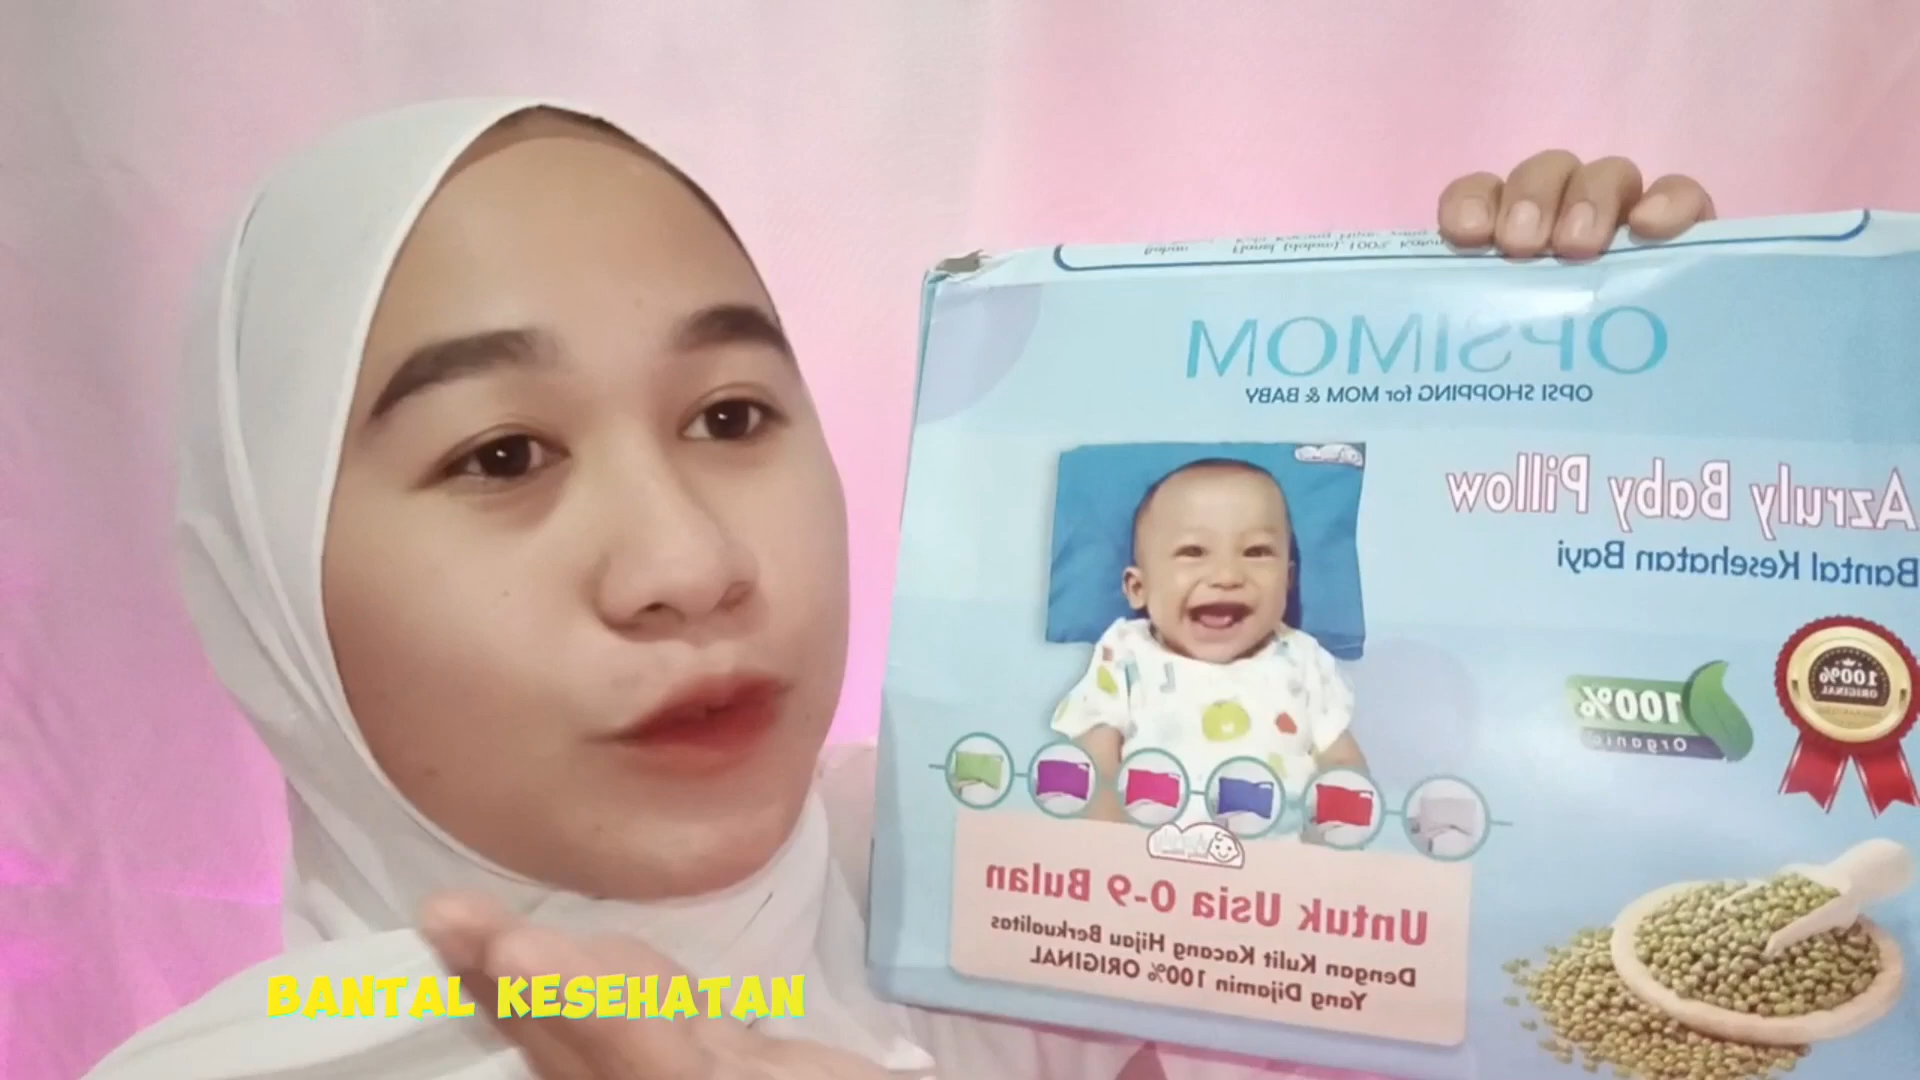 OPSIMOM
OPSI SHOPPING for MOM & BABY
Azruly Baby Pillow
Bantal Kesehatan Bayi
100%
ORIGINAL
100%
Organic
Untuk Usia 0-9 Bulan
Dengan Kulit Kacang Hijau Berkualitas
Yang Dijamin 100% ORIGINAL
BANTAL KESEHATAN